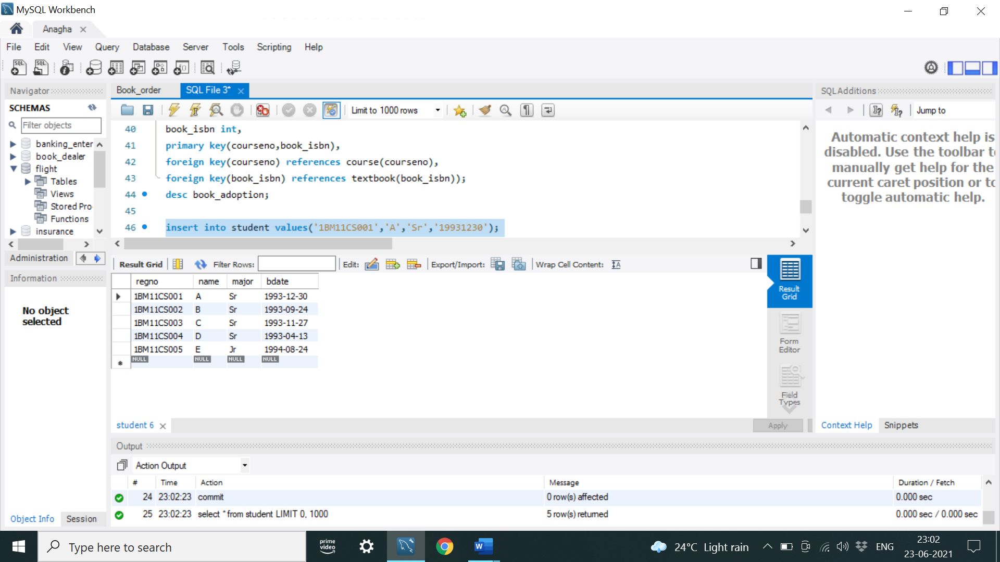 MySQL Workbench
Anagha
File Edit View Query Database Server Tools Scripting Help
Navigator
SCHEMAS
Filter objects
banking_enter
book_dealer
flight
Tables
Views
Stored Pro
Functions
insurance
Administration
Information
No object
selected
Object Info Session
Book_order SQL File 3*
Limit to 1000 rows
40 book_isbn int,
41 primary key(courseno,book_isbn),
42 foreign key(courseno) references course(courseno),
43 foreign key(book_isbn) references textbook(book_isbn));
44 desc book_adoption;
45
46 insert into student values('1BM11CS001','A','Sr','19931230');
Result Grid Filter Rows: Edit: Export/Import: Wrap Cell Content:
regno name major bdate
1BM11CS001 A Sr 1993-12-30
1BM11CS002 B Sr 1993-09-24
1BM11CS003 C Sr 1993-11-27
1BM11CS004 D Sr 1993-04-13
1BM11CS005 E Jr 1994-08-24
NULL NULL NULL NULL
Result
Grid
Form
Editor
Field
Types
student 6
Apply
SQLAdditions
Jump to
Automatic context help is
disabled. Use the toolbar to
manually get help for the
current caret position or to
toggle automatic help.
Context Help Snippets
Output
Action Output
# Time Action Message Duration / Fetch
24 23:02:23 commit 0 row(s) affected 0.000 sec
25 23:02:23 select * from student LIMIT 0, 1000 5 row(s) returned 0.000 sec / 0.000 sec
Type here to search
prime
video
24°C Light rain
ENG
23:02
23-06-2021